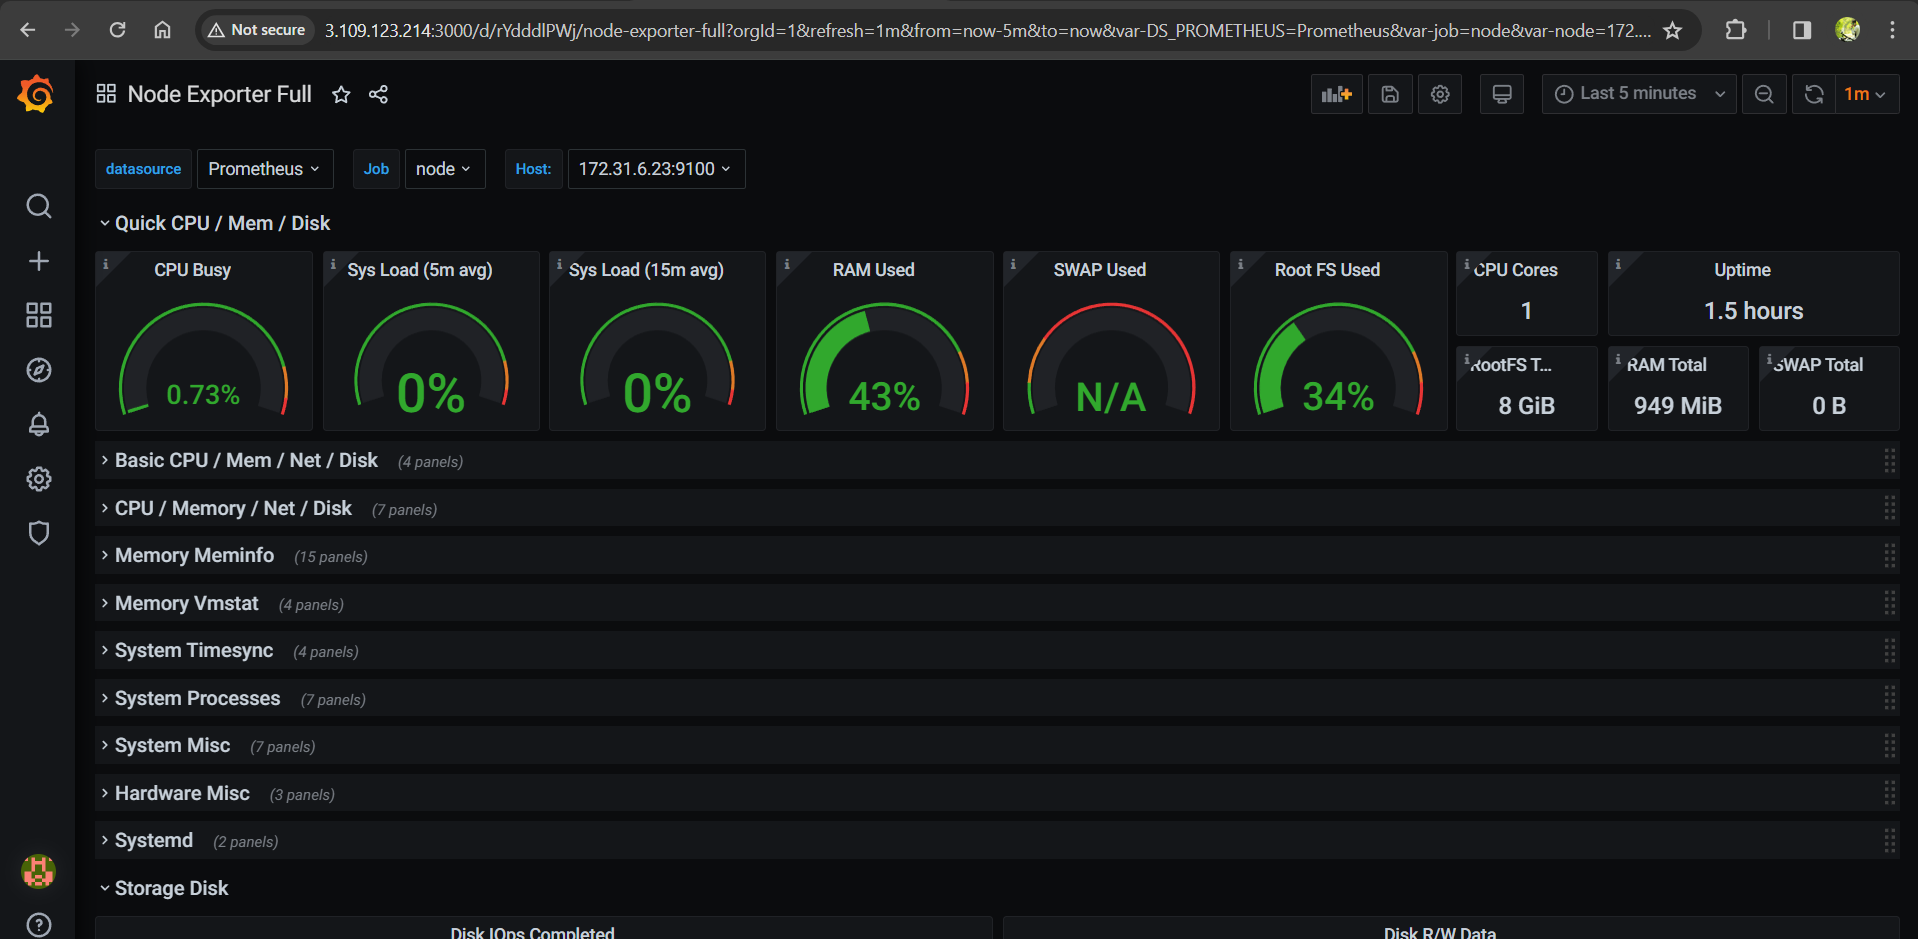 Not secure
3.109.123.214:3000/d/rYdddlPWj/node-exporter-full?orgId=1&refresh=1m&from=now-5m&to=now&var-DS_PROMETHEUS=Prometheus&var-job=node&var-node=172....
Node Exporter Full
Last 5 minutes
1m
datasource
Prometheus
Job
node
Host:
172.31.6.23:9100
Quick CPU / Mem / Disk
CPU Busy
0.73%
Sys Load (5m avg)
0%
Sys Load (15m avg)
0%
RAM Used
43%
SWAP Used
N/A
Root FS Used
34%
CPU Cores
1
Uptime
1.5 hours
RootFS T...
8 GiB
RAM Total
949 MiB
SWAP Total
0 B
Basic CPU / Mem / Net / Disk (4 panels)
CPU / Memory / Net / Disk (7 panels)
Memory Meminfo (15 panels)
Memory Vmstat (4 panels)
System Timesync (4 panels)
System Processes (7 panels)
System Misc (7 panels)
Hardware Misc (3 panels)
Systemd (2 panels)
Storage Disk
Disk IOps Completed
Disk R/W Data